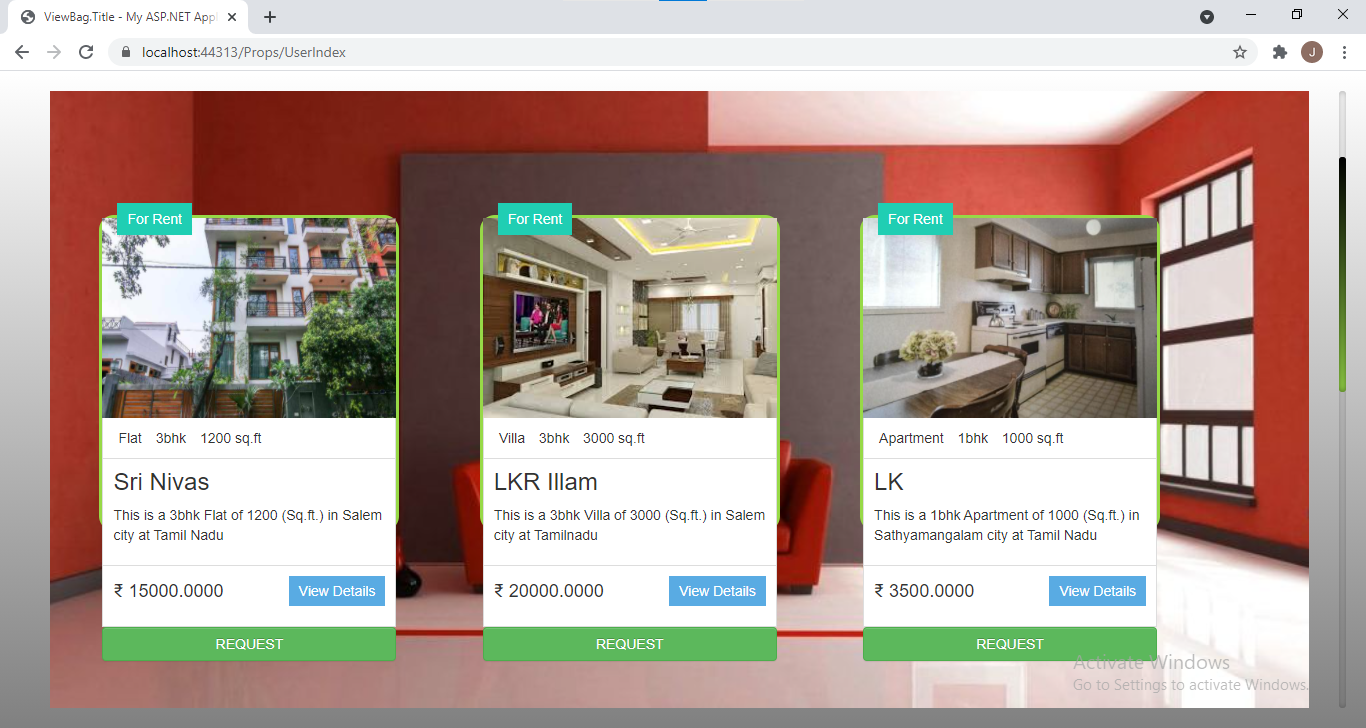 ViewBag.Title - My ASP.NET Appl
localhost:44313/Props/UserIndex
For Rent
For Rent
For Rent
Flat 3bhk 1200 sq.ft
Sri Nivas
This is a 3bhk Flat of 1200 (Sq.ft.) in Salem
city at Tamil Nadu
₹ 15000.0000 View Details
REQUEST
Villa 3bhk 3000 sq.ft
LKR Illam
This is a 3bhk Villa of 3000 (Sq.ft.) in Salem
city at Tamilnadu
₹ 20000.0000 View Details
REQUEST
Apartment 1bhk 1000 sq.ft
LK
This is a 1bhk Apartment of 1000 (Sq.ft.) in
Sathyamangalam city at Tamil Nadu
₹ 3500.0000 View Details
REQUEST
J
Activate Windows
Go to Settings to activate Windows.